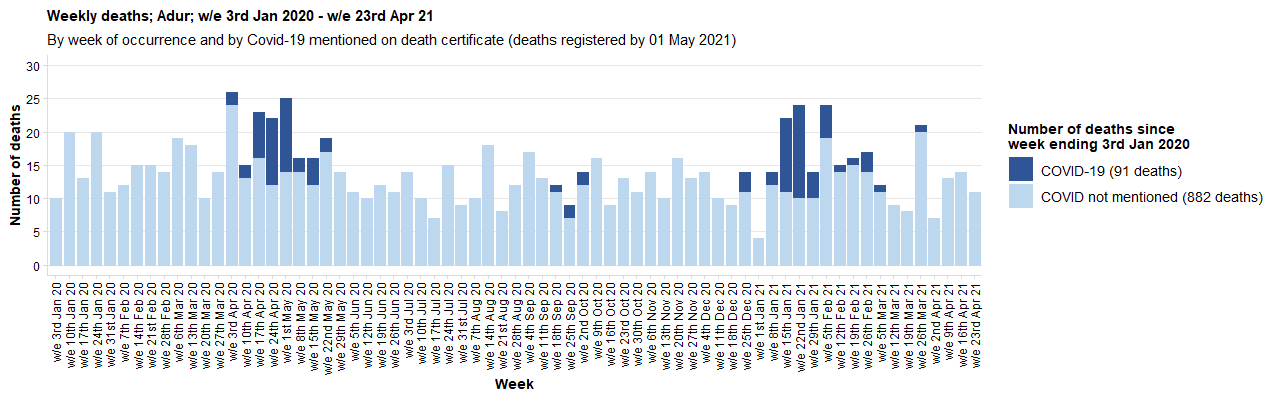 Weekly deaths; Adur; w/e 3rd Jan 2020 - w/e 23rd Apr 21
By week of occurrence and by Covid-19 mentioned on death certificate (deaths registered by 01 May 2021)
Number of deaths
30
25
20
15
10
5
0
w/e 3rd Jan 20
w/e 10th Jan 20
w/e 17th Jan 20
w/e 24th Jan 20
w/e 31st Jan 20
w/e 7th Feb 20
w/e 14th Feb 20
w/e 21st Feb 20
w/e 28th Feb 20
w/e 6th Mar 20
w/e 13th Mar 20
w/e 20th Mar 20
w/e 27th Mar 20
w/e 3rd Apr 20
w/e 10th Apr 20
w/e 17th Apr 20
w/e 24th Apr 20
w/e 1st May 20
w/e 8th May 20
w/e 15th May 20
w/e 22nd May 20
w/e 29th May 20
w/e 5th Jun 20
w/e 12th Jun 20
w/e 19th Jun 20
w/e 26th Jun 20
w/e 3rd Jul 20
w/e 10th Jul 20
w/e 17th Jul 20
w/e 24th Jul 20
w/e 31st Jul 20
w/e 7th Aug 20
w/e 14th Aug 20
w/e 21st Aug 20
w/e 28th Aug 20
w/e 4th Sep 20
w/e 11th Sep 20
w/e 18th Sep 20
w/e 25th Sep 20
w/e 2nd Oct 20
w/e 9th Oct 20
w/e 16th Oct 20
w/e 23rd Oct 20
w/e 30th Oct 20
w/e 6th Nov 20
w/e 13th Nov 20
w/e 20th Nov 20
w/e 27th Nov 20
w/e 4th Dec 20
w/e 11th Dec 20
w/e 18th Dec 20
w/e 25th Dec 20
w/e 1st Jan 21
w/e 8th Jan 21
w/e 15th Jan 21
w/e 22nd Jan 21
w/e 29th Jan 21
w/e 5th Feb 21
w/e 12th Feb 21
w/e 19th Feb 21
w/e 26th Feb 21
w/e 5th Mar 21
w/e 12th Mar 21
w/e 19th Mar 21
w/e 26th Mar 21
w/e 2nd Apr 21
w/e 9th Apr 21
w/e 16th Apr 21
w/e 23rd Apr 21
Week
Number of deaths since
week ending 3rd Jan 2020
COVID-19 (91 deaths)
COVID not mentioned (882 deaths)